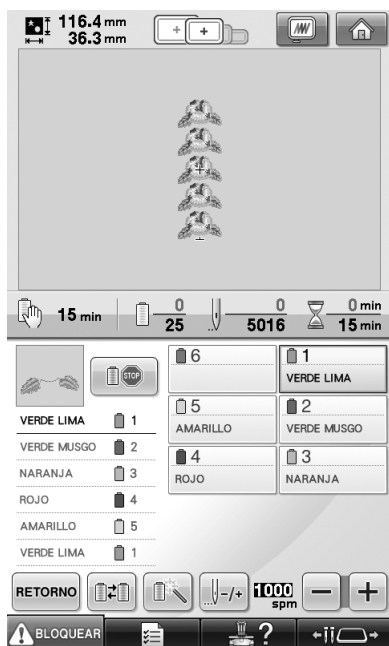 116.4 mm
36.3 mm
15 min
0
25
0
5016
0 min
15 min
STOP
VERDE LIMA 1
VERDE MUSGO 2
NARANJA 3
ROJO 4
AMARILLO 5
VERDE LIMA 1
6
1
VERDE LIMA
5
AMARILLO
2
VERDE MUSGO
4
ROJO
3
NARANJA
RETORNO
-/+
1000
spm
− +
BLOQUEAR
?